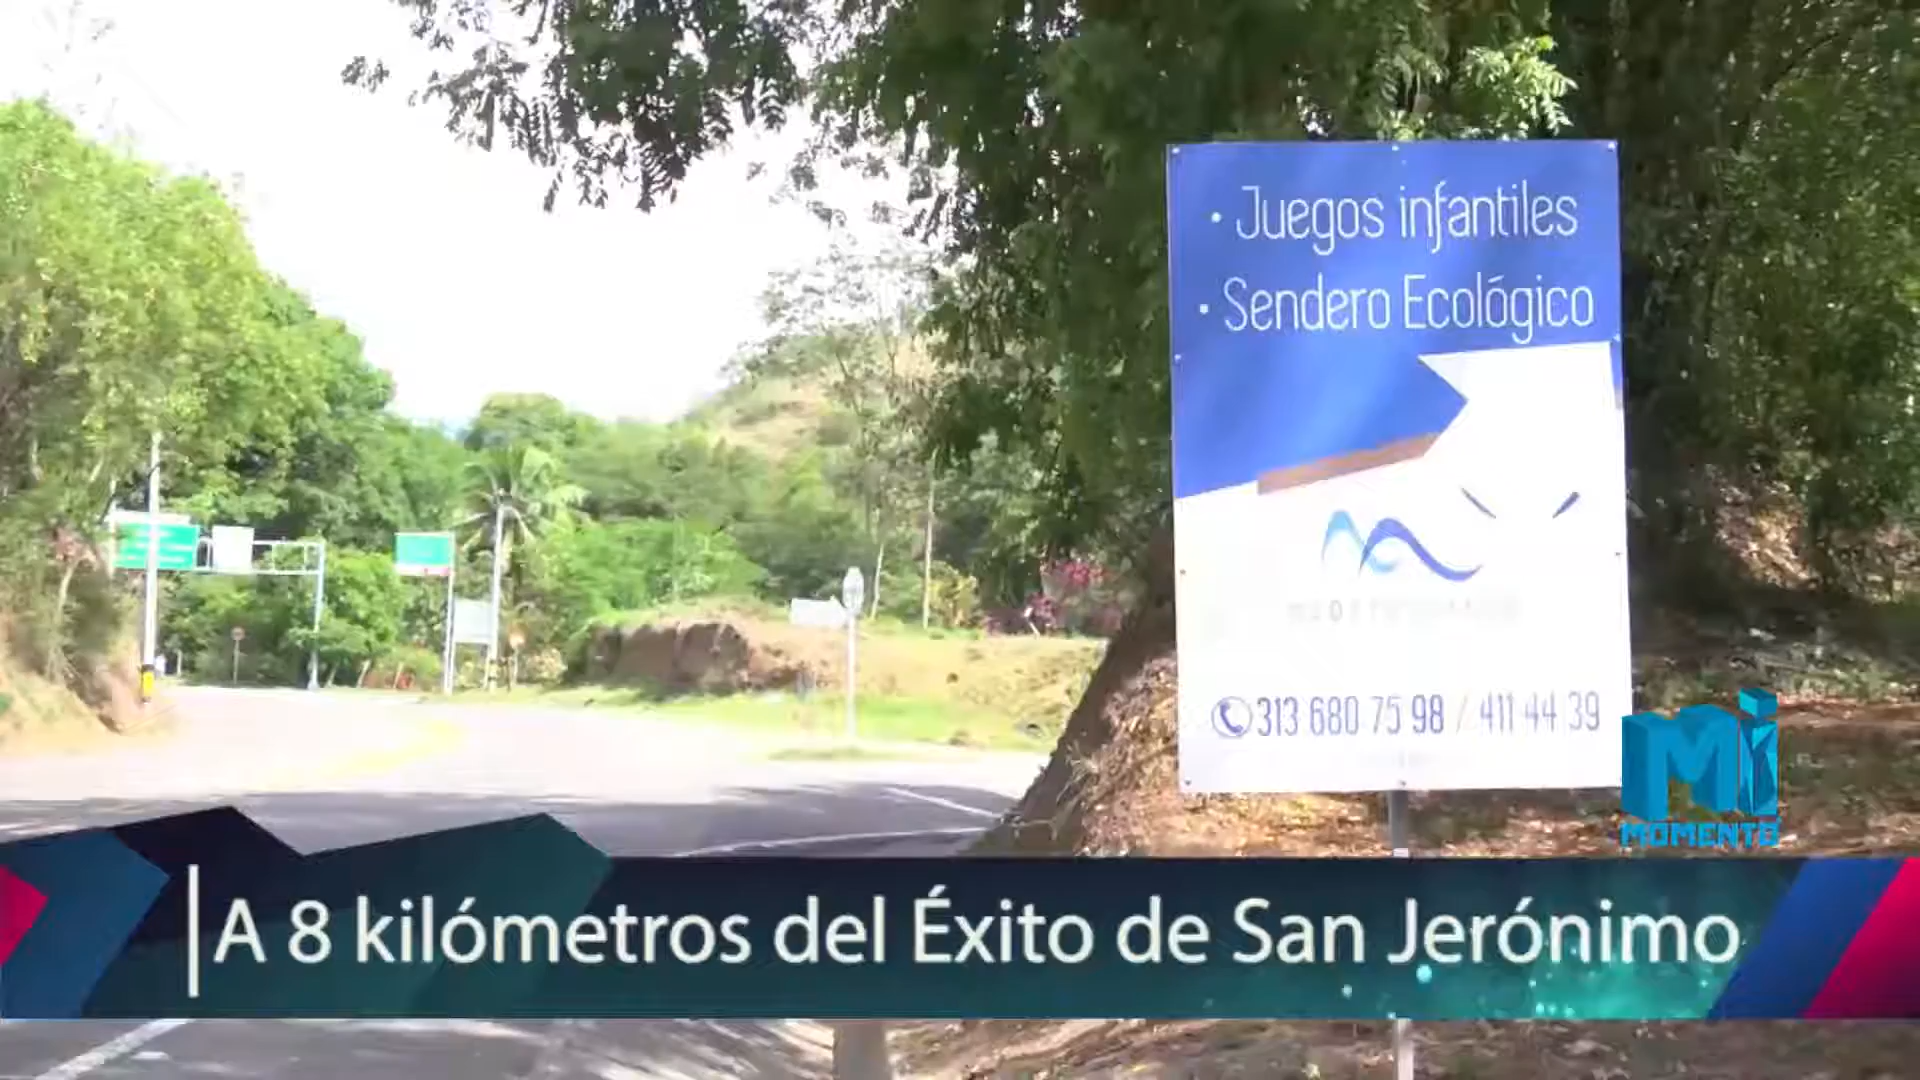 • Juegos infantiles
• Sendero Ecológico
313 680 75 98 / 411 44 39
Mi
MOMENTO
A 8 kilómetros del Éxito de San Jerónimo